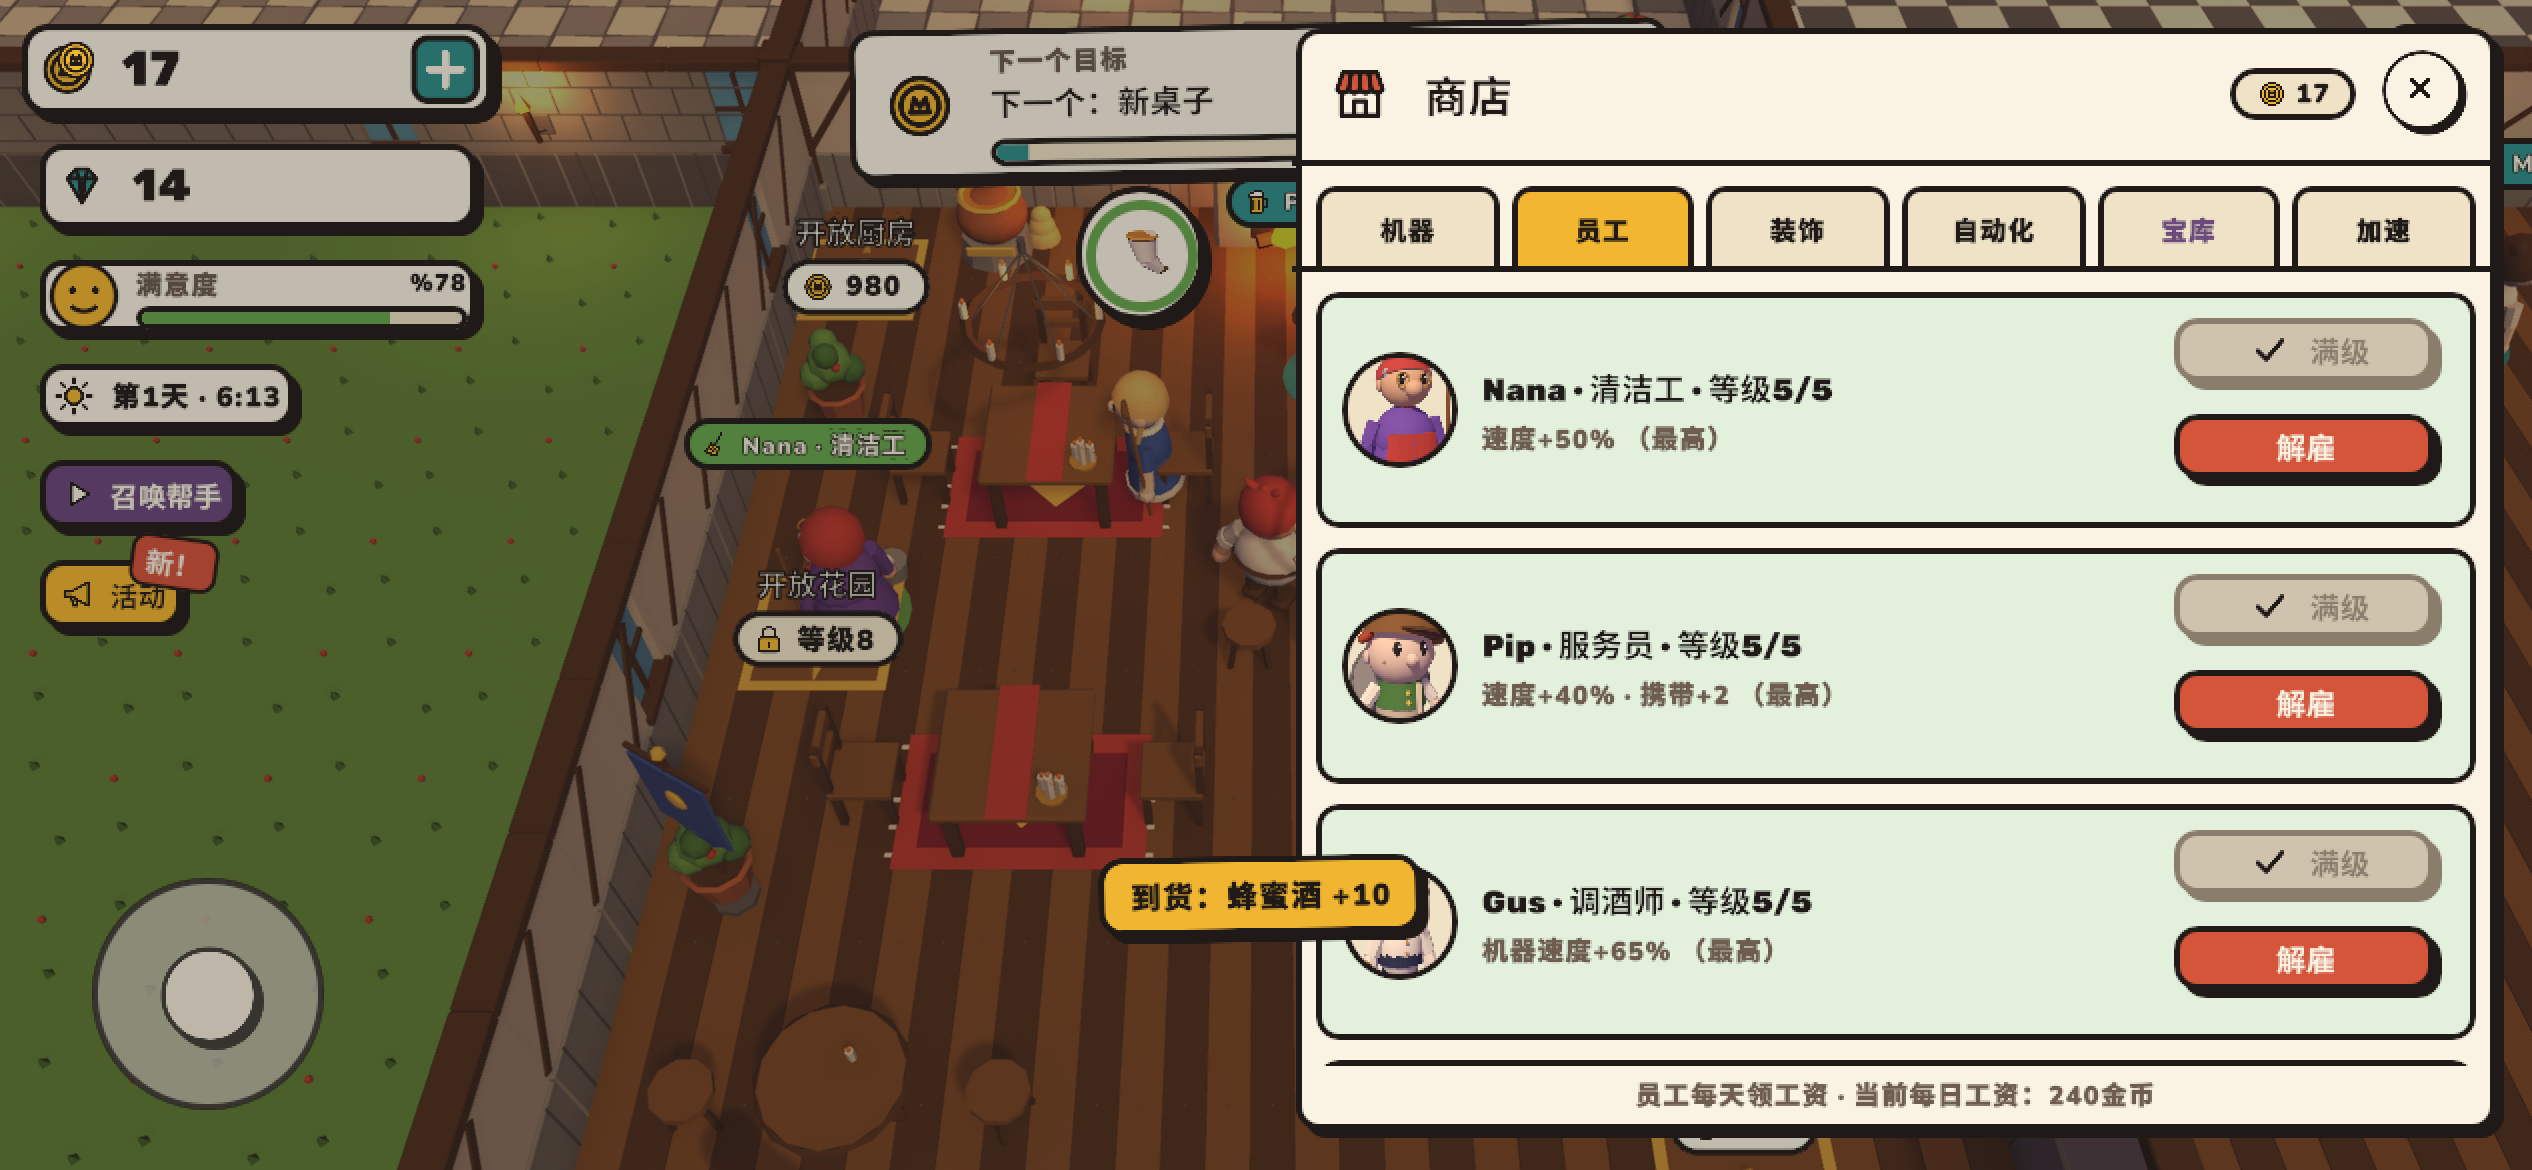 17
14
满意度
%78
第1天 · 6:13
召唤帮手
新!
活动
下一个目标
下一个：新桌子
开放厨房
980
Nana · 清洁工
开放花园
等级8
到货：蜂蜜酒 +10
商店
17
机器
员工
装饰
自动化
宝库
加速
Nana · 清洁工 · 等级5/5
速度+50% （最高）
满级
解雇
Pip · 服务员 · 等级5/5
速度+40% · 携带+2 （最高）
满级
解雇
Gus · 调酒师 · 等级5/5
机器速度+65% （最高）
满级
解雇
员工每天领工资 · 当前每日工资：240金币